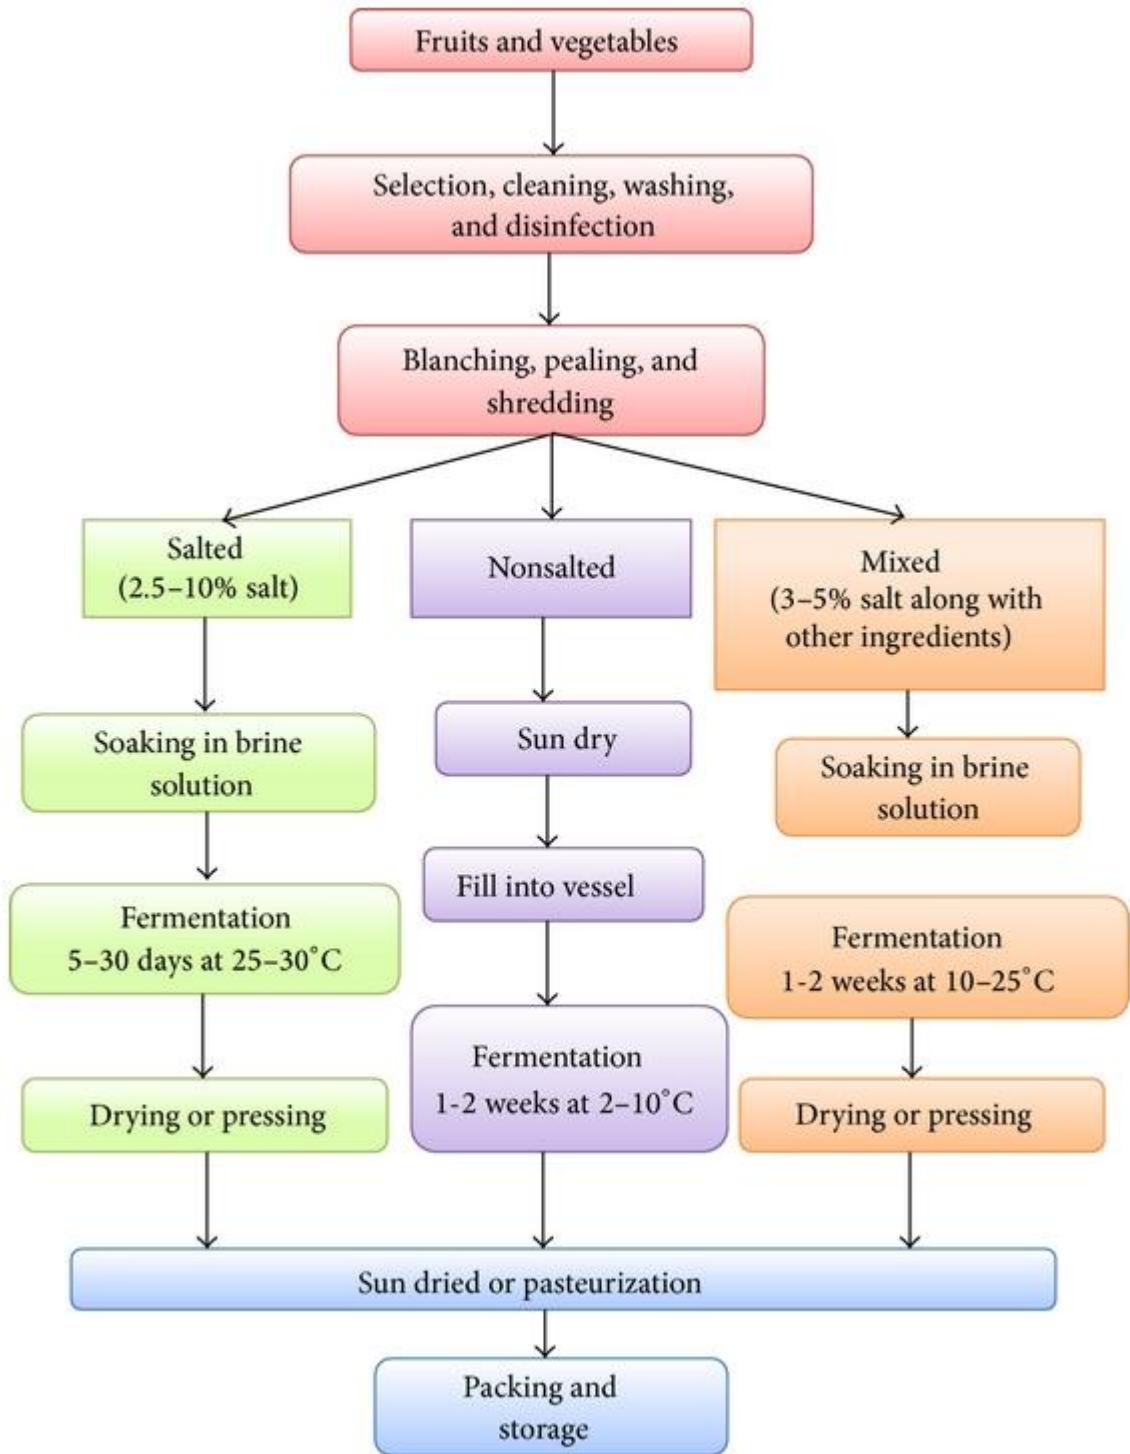 Fruits and vegetables
Selection, cleaning, washing,
and disinfection
Blanching, pealing, and
shredding
Salted
(2.5–10% salt)
Soaking in brine
solution
Fermentation
5–30 days at 25–30°C
Drying or pressing
Nonsalted
Sun dry
Fill into vessel
Fermentation
1-2 weeks at 2–10°C
Mixed
(3–5% salt along with
other ingredients)
Soaking in brine
solution
Fermentation
1-2 weeks at 10–25°C
Drying or pressing
Sun dried or pasteurization
Packing and
storage